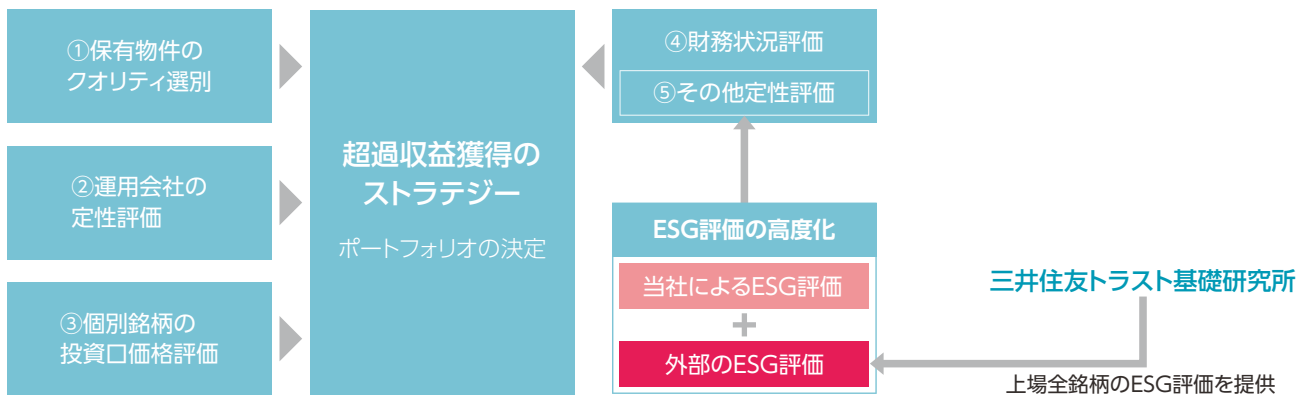 ①保有物件の
クオリティ選別
②運用会社の
定性評価
③個別銘柄の
投資口価格評価
超過収益獲得の
ストラテジー
ポートフォリオの決定
④財務状況評価
⑤その他定性評価
ESG評価の高度化
当社によるESG評価
+
外部のESG評価
三井住友トラスト基礎研究所
上場全銘柄のESG評価を提供